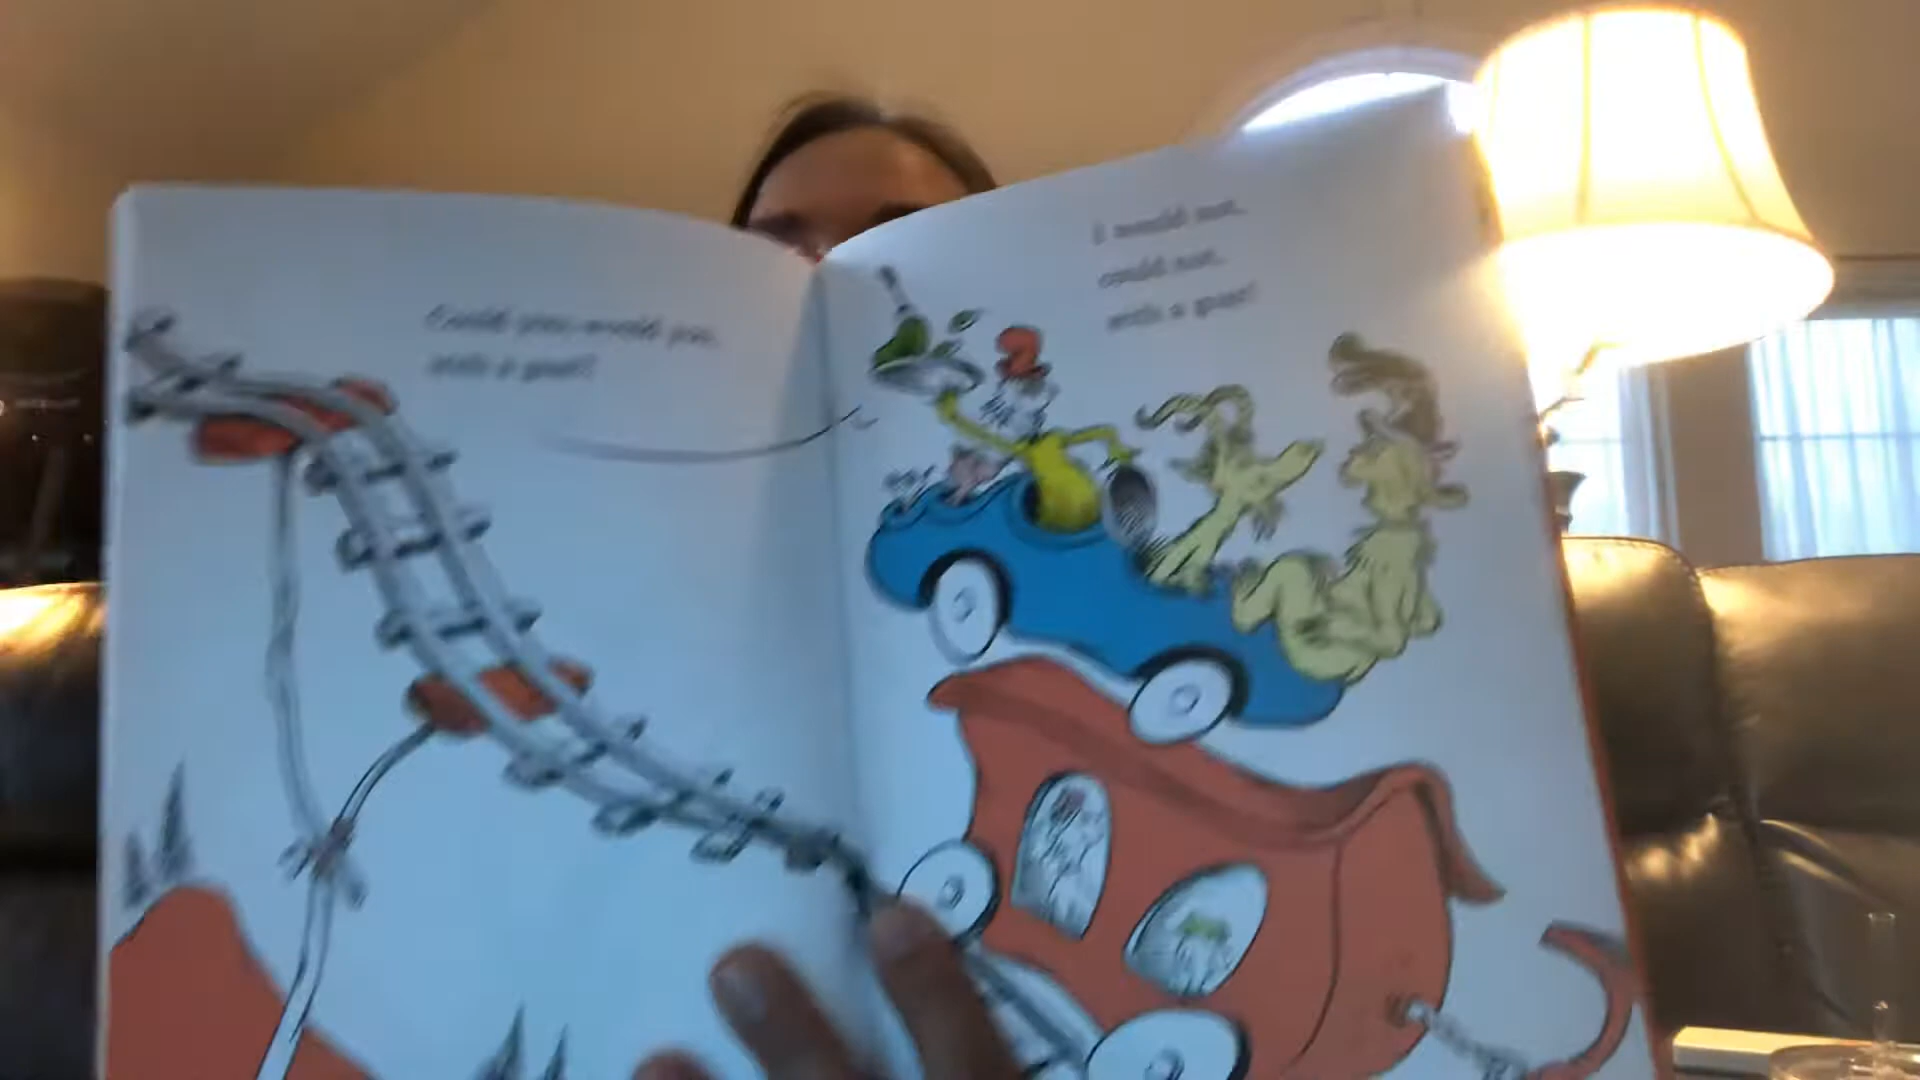 Could you, would you,
with a goat?
I would not,
could not,
with a goat!